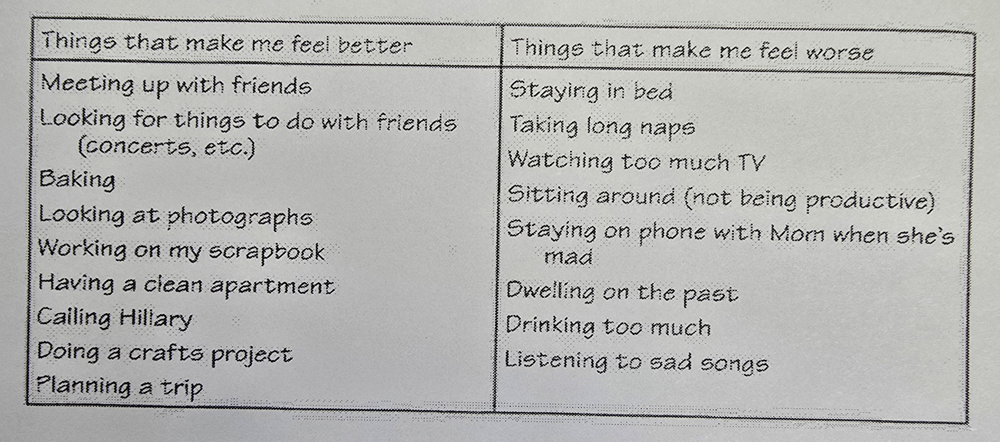 Things that make me feel better
Things that make me feel worse
Meeting up with friends
Looking for things to do with friends
(concerts, etc.)
Baking
Looking at photographs
Working on my scrapbook
Having a clean apartment
Calling Hillary
Doing a crafts project
Planning a trip
Staying in bed
Taking long naps
Watching too much TV
Sitting around (not being productive)
Staying on phone with Mom when she's
mad
Dwelling on the past
Drinking too much
Listening to sad songs